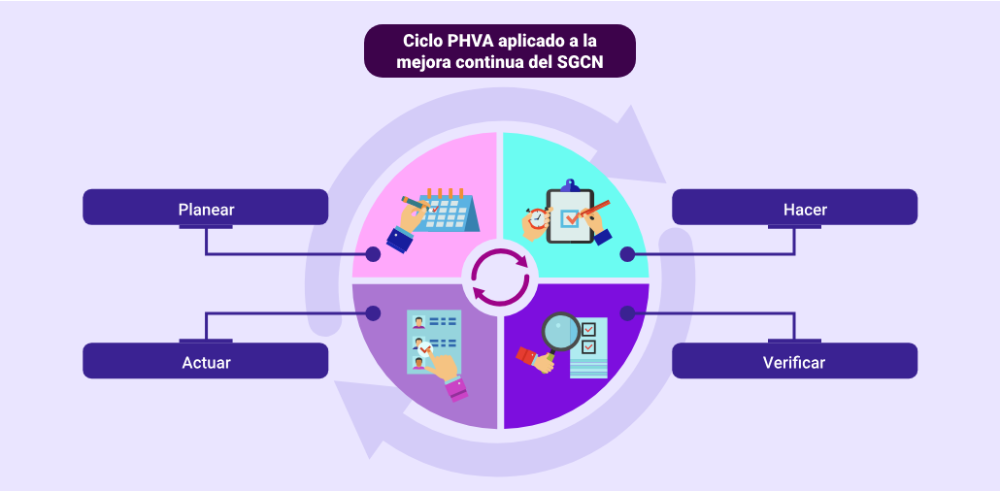 Ciclo PHVA aplicado a la
mejora continua del SGCN
Planear
Hacer
Actuar
Verificar